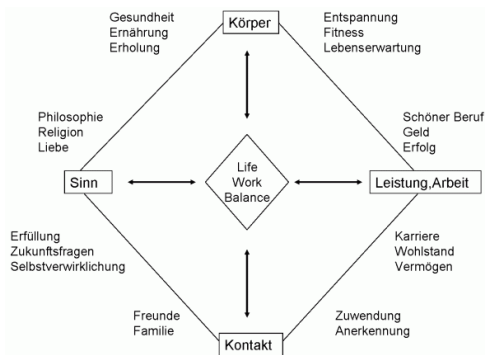 Gesundheit
Ernährung
Erholung
Körper
Entspannung
Fitness
Lebenserwartung
Philosophie
Religion
Liebe
Schöner Beruf
Geld
Erfolg
Sinn
Life
Work
Balance
Leistung,Arbeit
Erfüllung
Zukunftsfragen
Selbstverwirklichung
Karriere
Wohlstand
Vermögen
Freunde
Familie
Kontakt
Zuwendung
Anerkennung